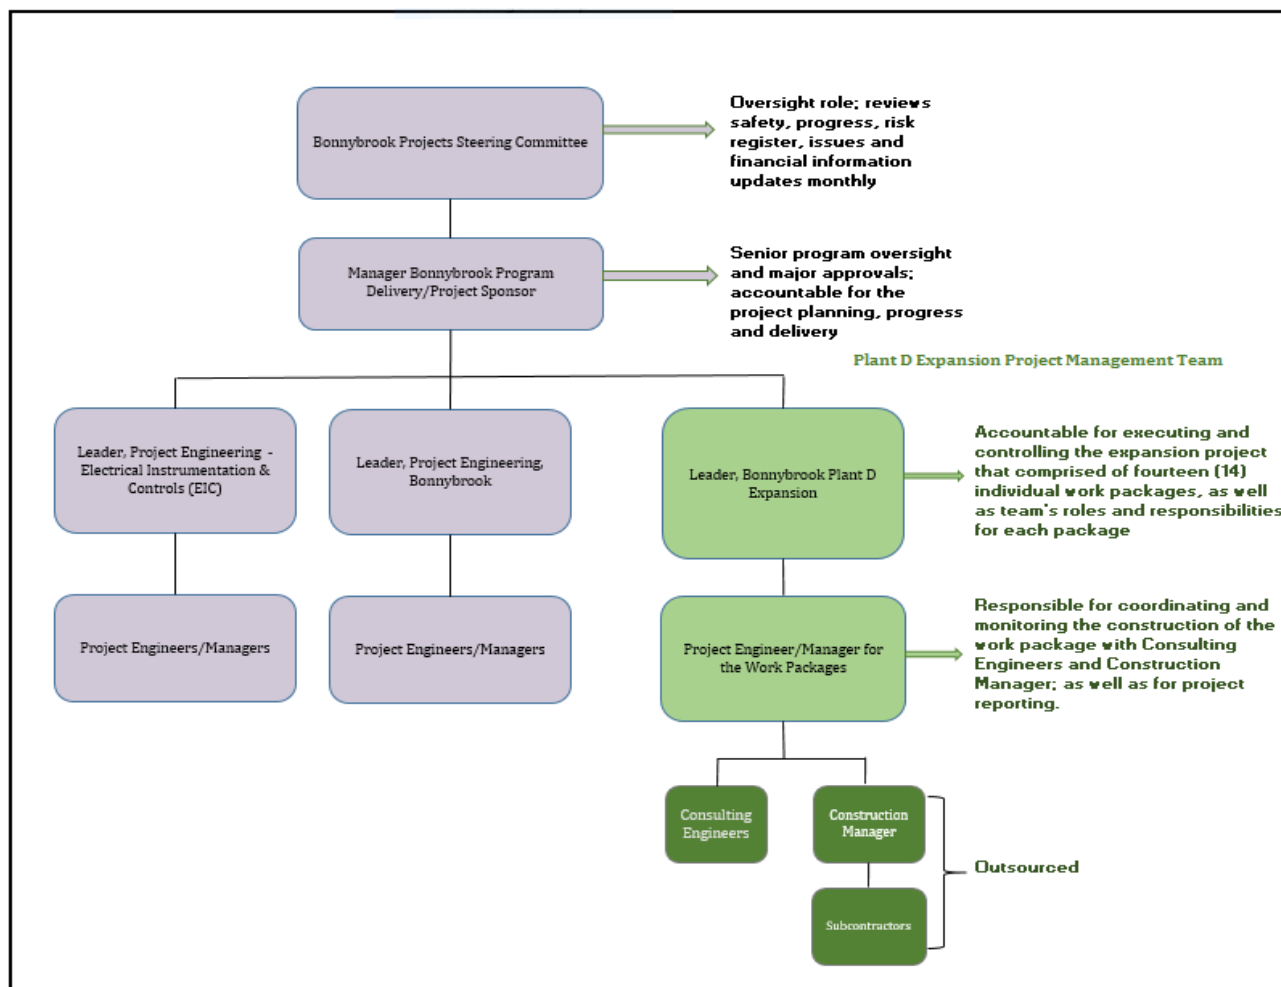 Bonnybrook Projects Steering Committee
Oversight role; reviews
safety, progress, risk
register, issues and
financial information
updates monthly
Manager Bonnybrook Program
Delivery/Project Sponsor
Senior program oversight
and major approvals;
accountable for the
project planning, progress
and delivery
Plant D Expansion Project Management Team
Leader, Project Engineering -
Electrical Instrumentation &
Controls (EIC)
Leader, Project Engineering,
Bonnybrook
Leader, Bonnybrook Plant D
Expansion
Accountable for executing and
controlling the expansion project
that comprised of fourteen (14)
individual work packages, as well
as team's roles and responsibilities
for each package
Project Engineers/Managers
Project Engineers/Managers
Project Engineer/Manager for
the Work Packages
Responsible for coordinating and
monitoring the construction of the
work package with Consulting
Engineers and Construction
Manager; as well as for project
reporting.
Consulting
Engineers
Construction
Manager
Subcontractors
Outsourced